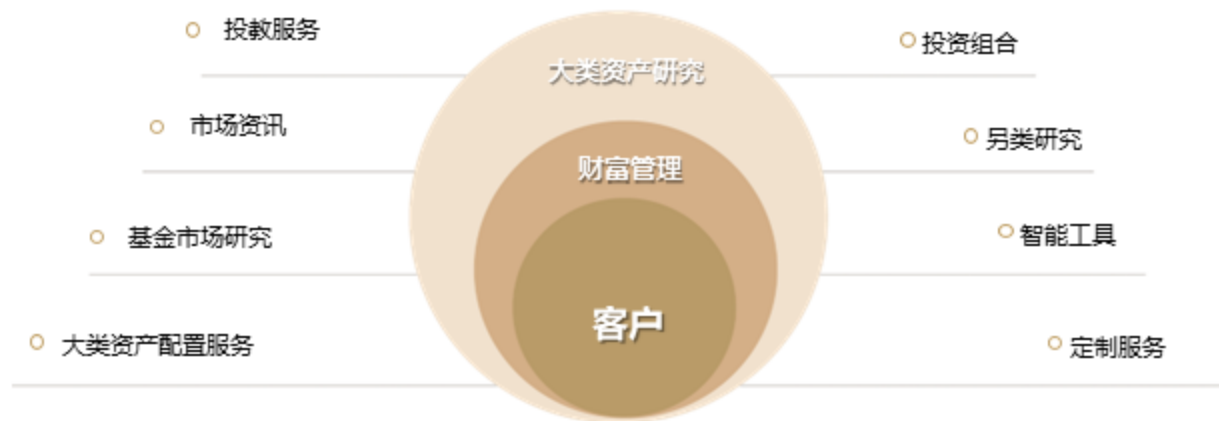 投教服务
市场资讯
基金市场研究
大类资产配置服务
大类资产研究
财富管理
客户
投资组合
另类研究
智能工具
定制服务